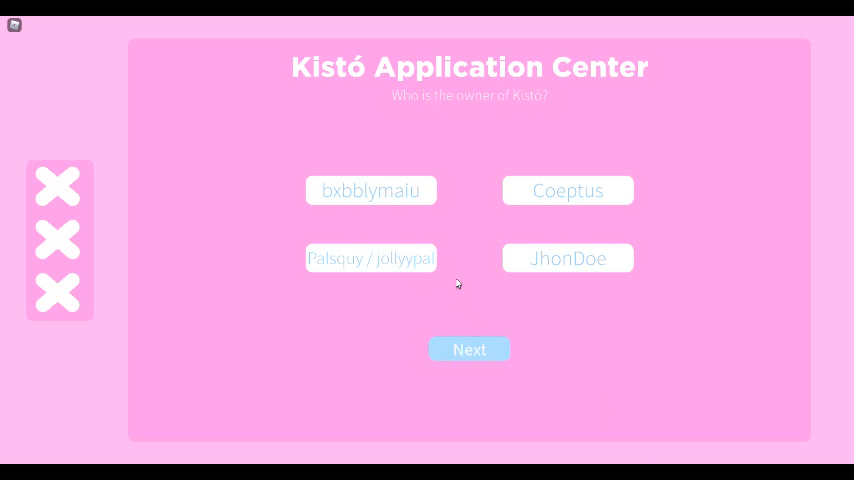 Kistó Application Center
Who is the owner of Kistó?
bxbblymaiu
Coeptus
Palsquy / jollyypal
JhonDoe
Next